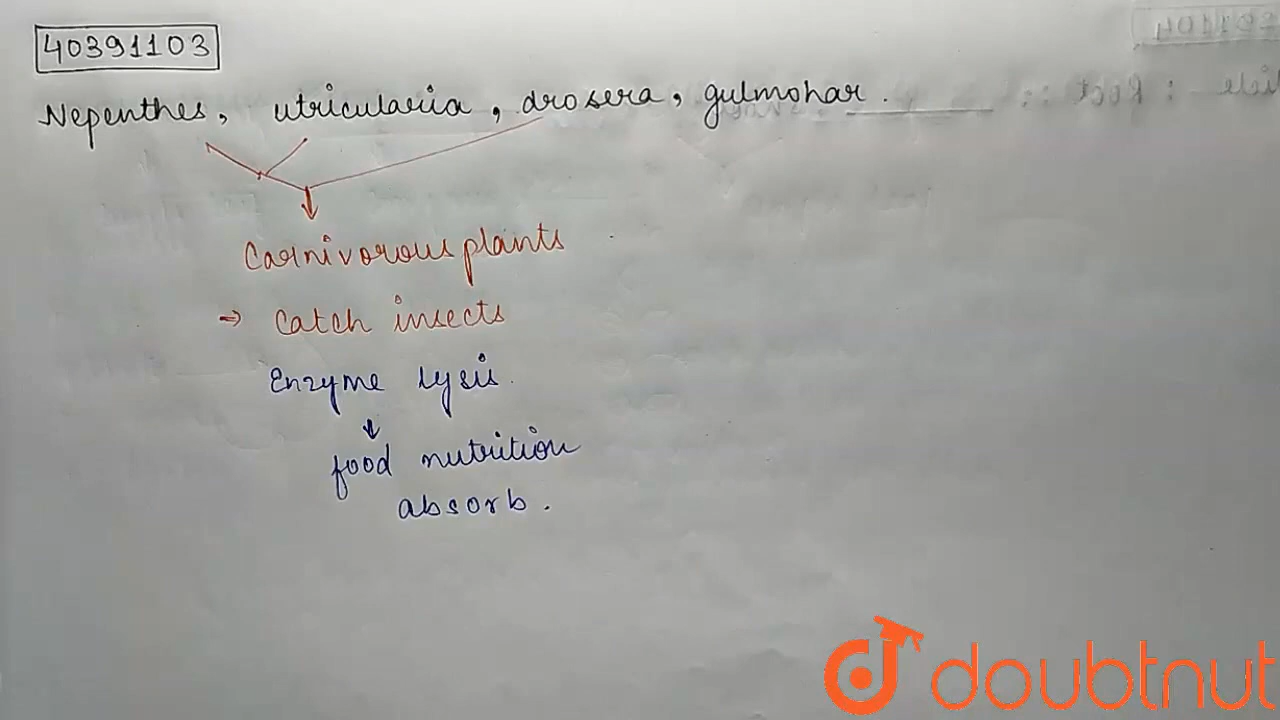 40391103
Nepenthes, utricularia, drosera, gulmohar.
Carnivorous plants
⇒ Catch insects
Enzyme lysis.
↓
food nutrition
absorb.
doubtnut